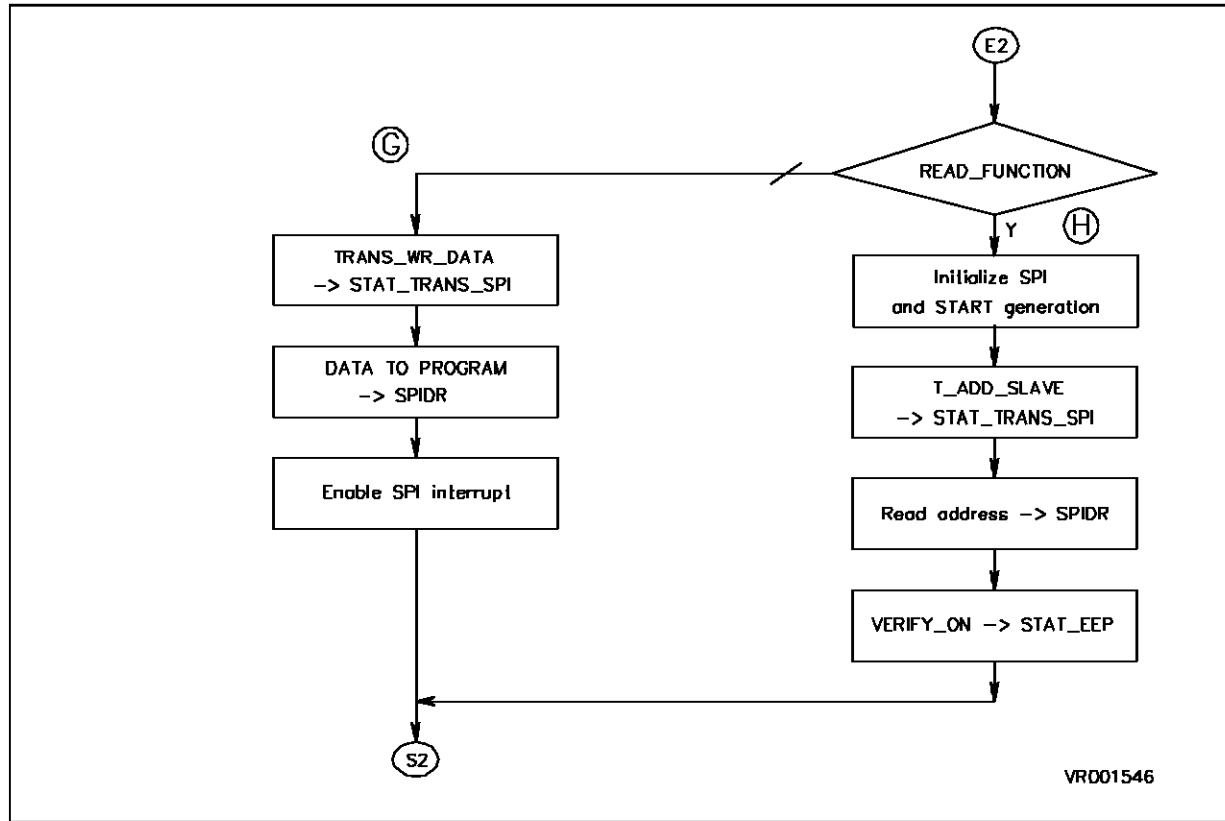 E2
G
READ_FUNCTION
Y
H
TRANS_WR_DATA
-> STAT_TRANS_SPI
Initialize SPI
and START generation
DATA TO PROGRAM
-> SPIDR
T_ADD_SLAVE
-> STAT_TRANS_SPI
Enable SPI interrupt
Read address -> SPIDR
VERIFY_ON -> STAT_EEP
S2
VR001546